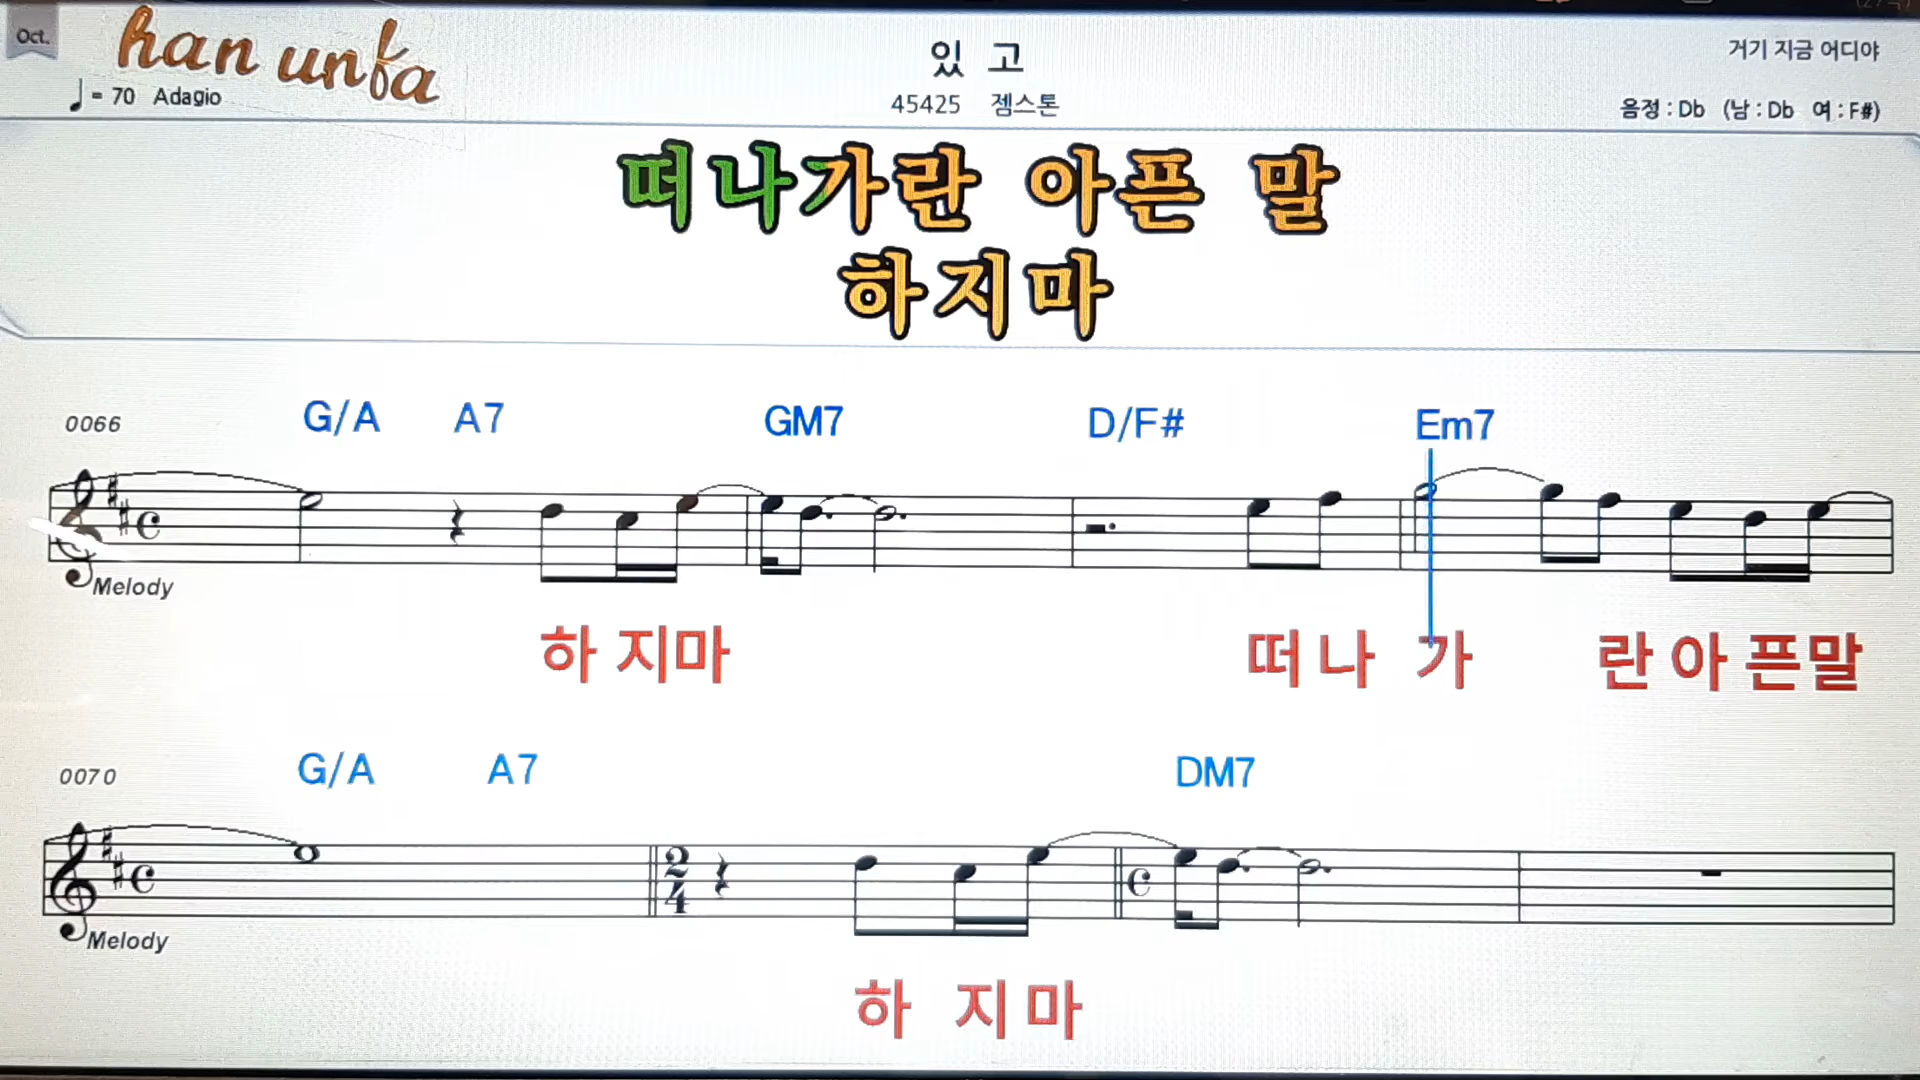 Oct.
han unfa
있 고
거기 지금 어디야
= 70 Adagio
45425 젬스톤
음정 : Db (남 : Db 여 : F#)
떠나가란 아픈 말
하지마
0066 G/A A7 GM7 D/F# Em7
Melody
하 지마 떠 나 가 란 아 픈말
0070 G/A A7 DM7
2
4
Melody
하 지 마